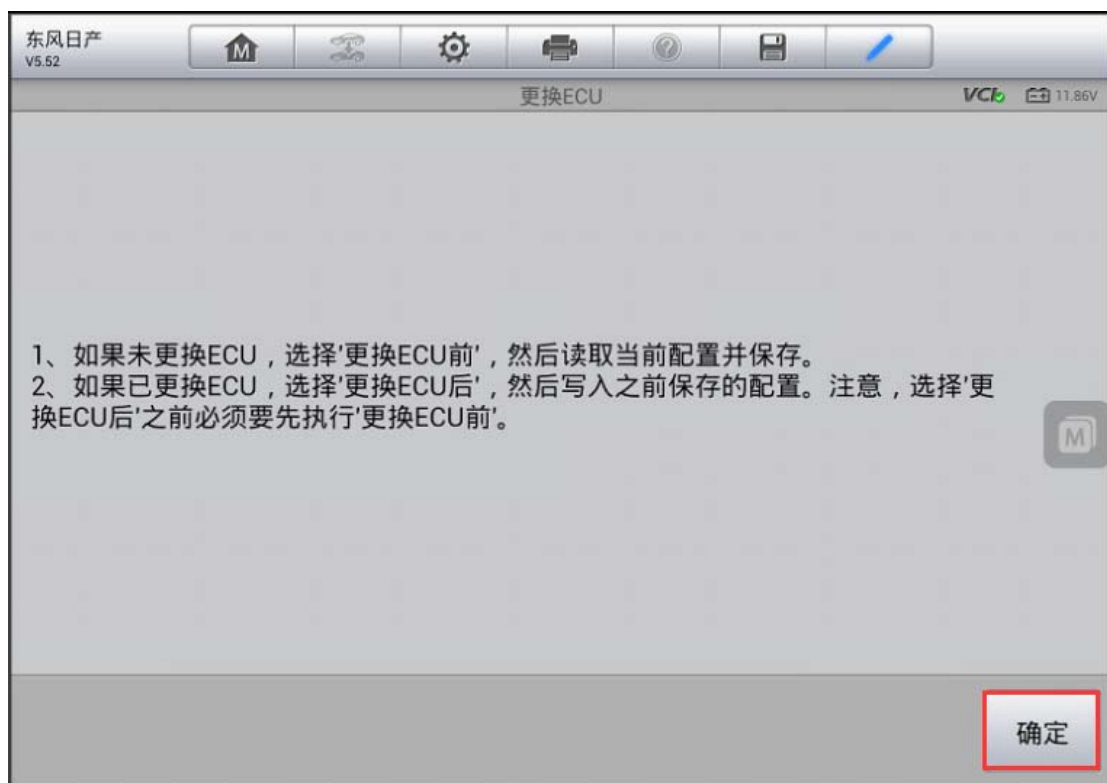 东风日产
V5.52
M
更换ECU
VCI
11.86V
1、如果未更换ECU，选择'更换ECU前'，然后读取当前配置并保存。
2、如果已更换ECU，选择'更换ECU后'，然后写入之前保存的配置。注意，选择'更
换ECU后'之前必须要先执行'更换ECU前'。
M
确定